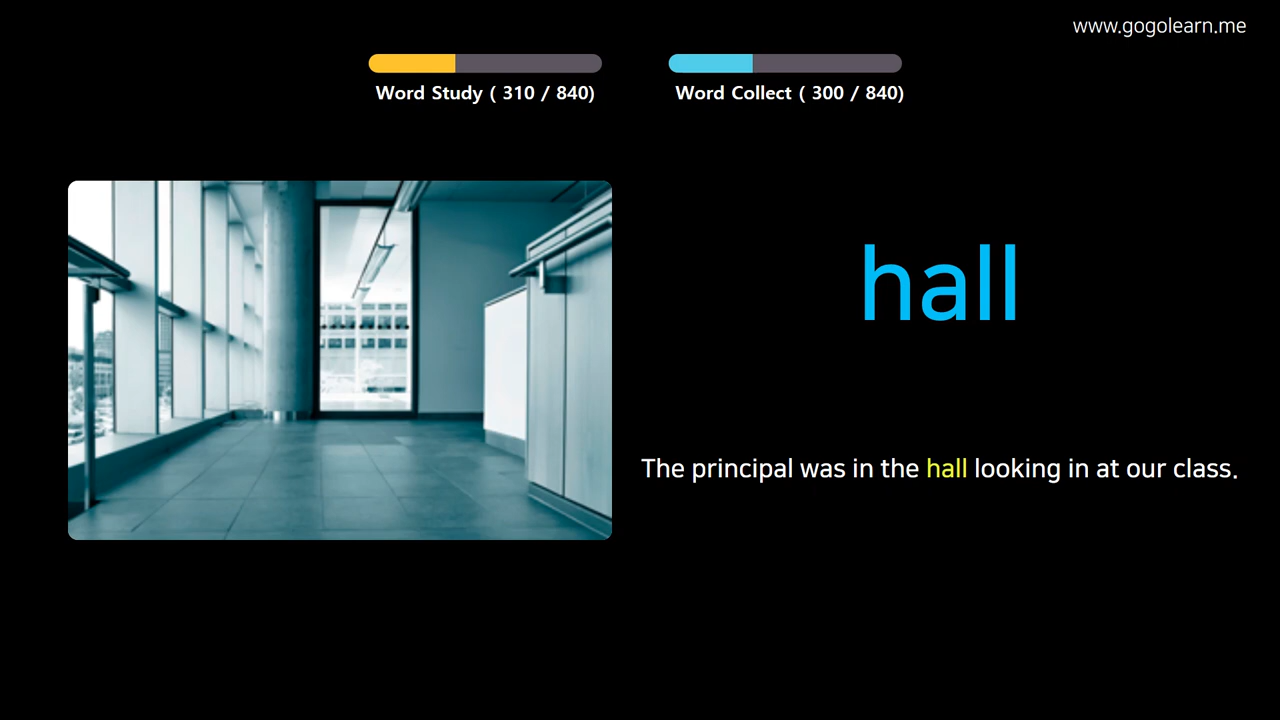 www.gogolearn.me
Word Study ( 310 / 840)
Word Collect ( 300 / 840)
hall
The principal was in the hall looking in at our class.